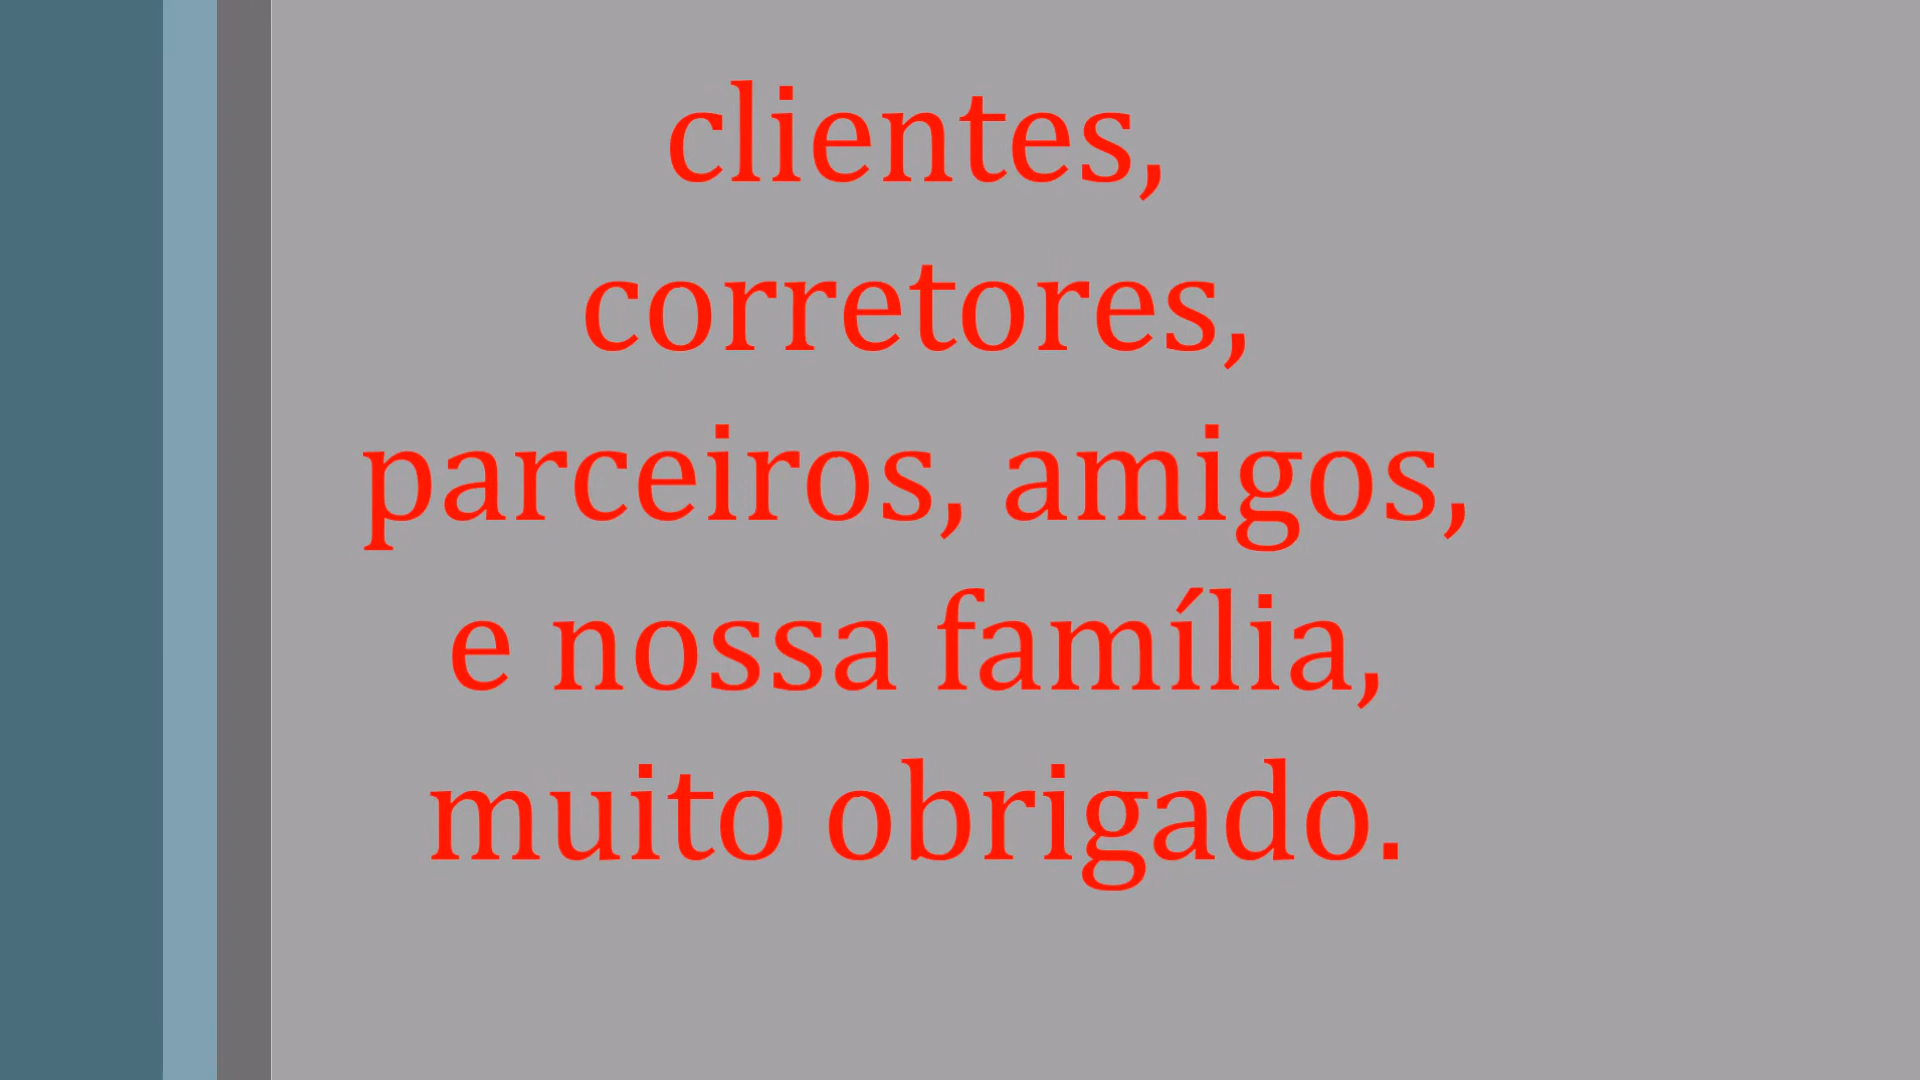 clientes,
corretores,
parceiros, amigos,
e nossa família,
muito obrigado.